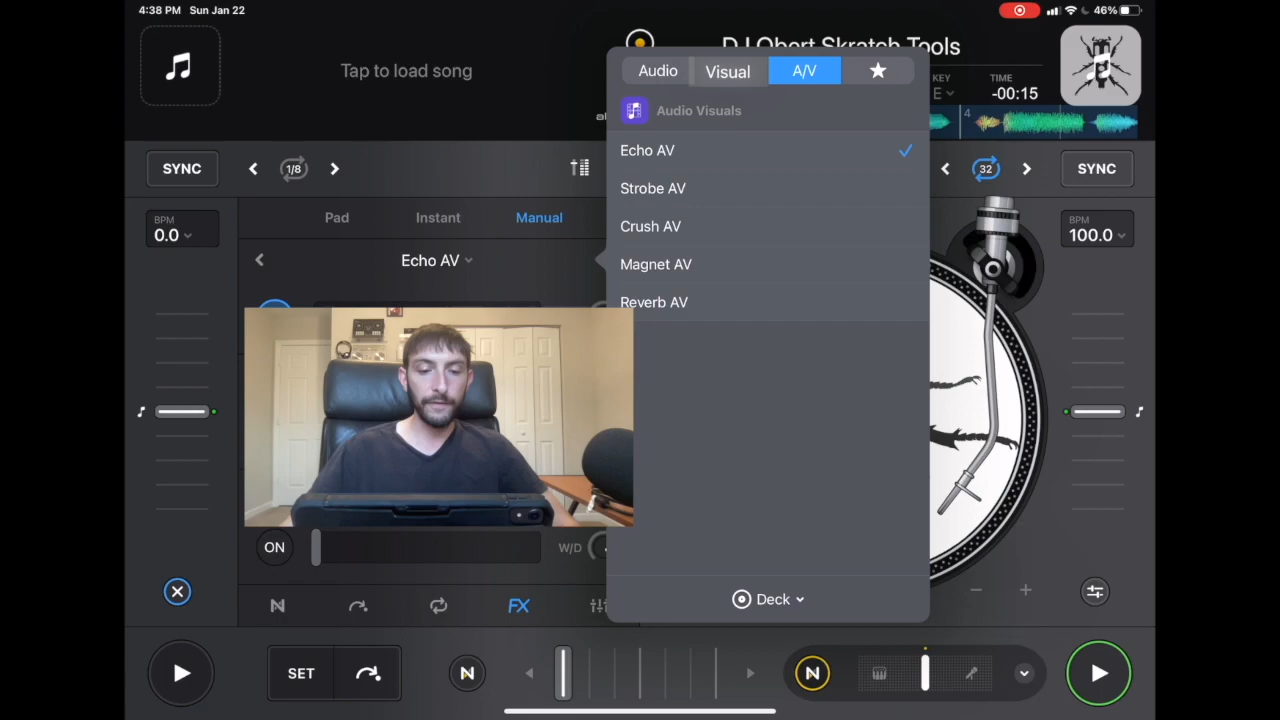 4:38 PM Sun Jan 22
46%
Tap to load song
DJ Qbert Skratch Tools
KEY
E
TIME
-00:15
4
Audio
Visual
A/V
Audio Visuals
Echo AV
Strobe AV
Crush AV
Magnet AV
Reverb AV
Deck
SYNC
1/8
32
SYNC
BPM
0.0
BPM
100.0
Pad
Instant
Manual
Echo AV
ON
W/D
FX
SET